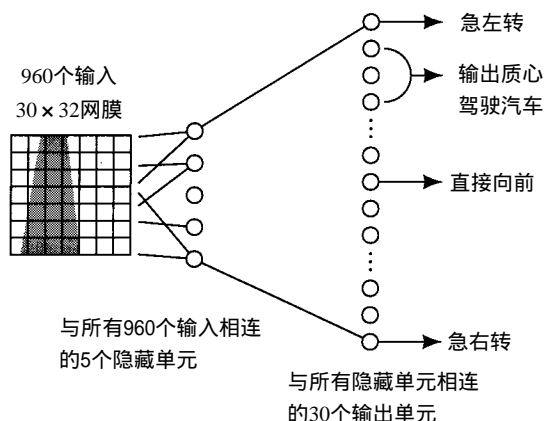 960个输入
30×32网膜
急左转
输出质心
驾驶汽车
直接向前
急右转
与所有960个输入相连
的5个隐藏单元
与所有隐藏单元相连
的30个输出单元